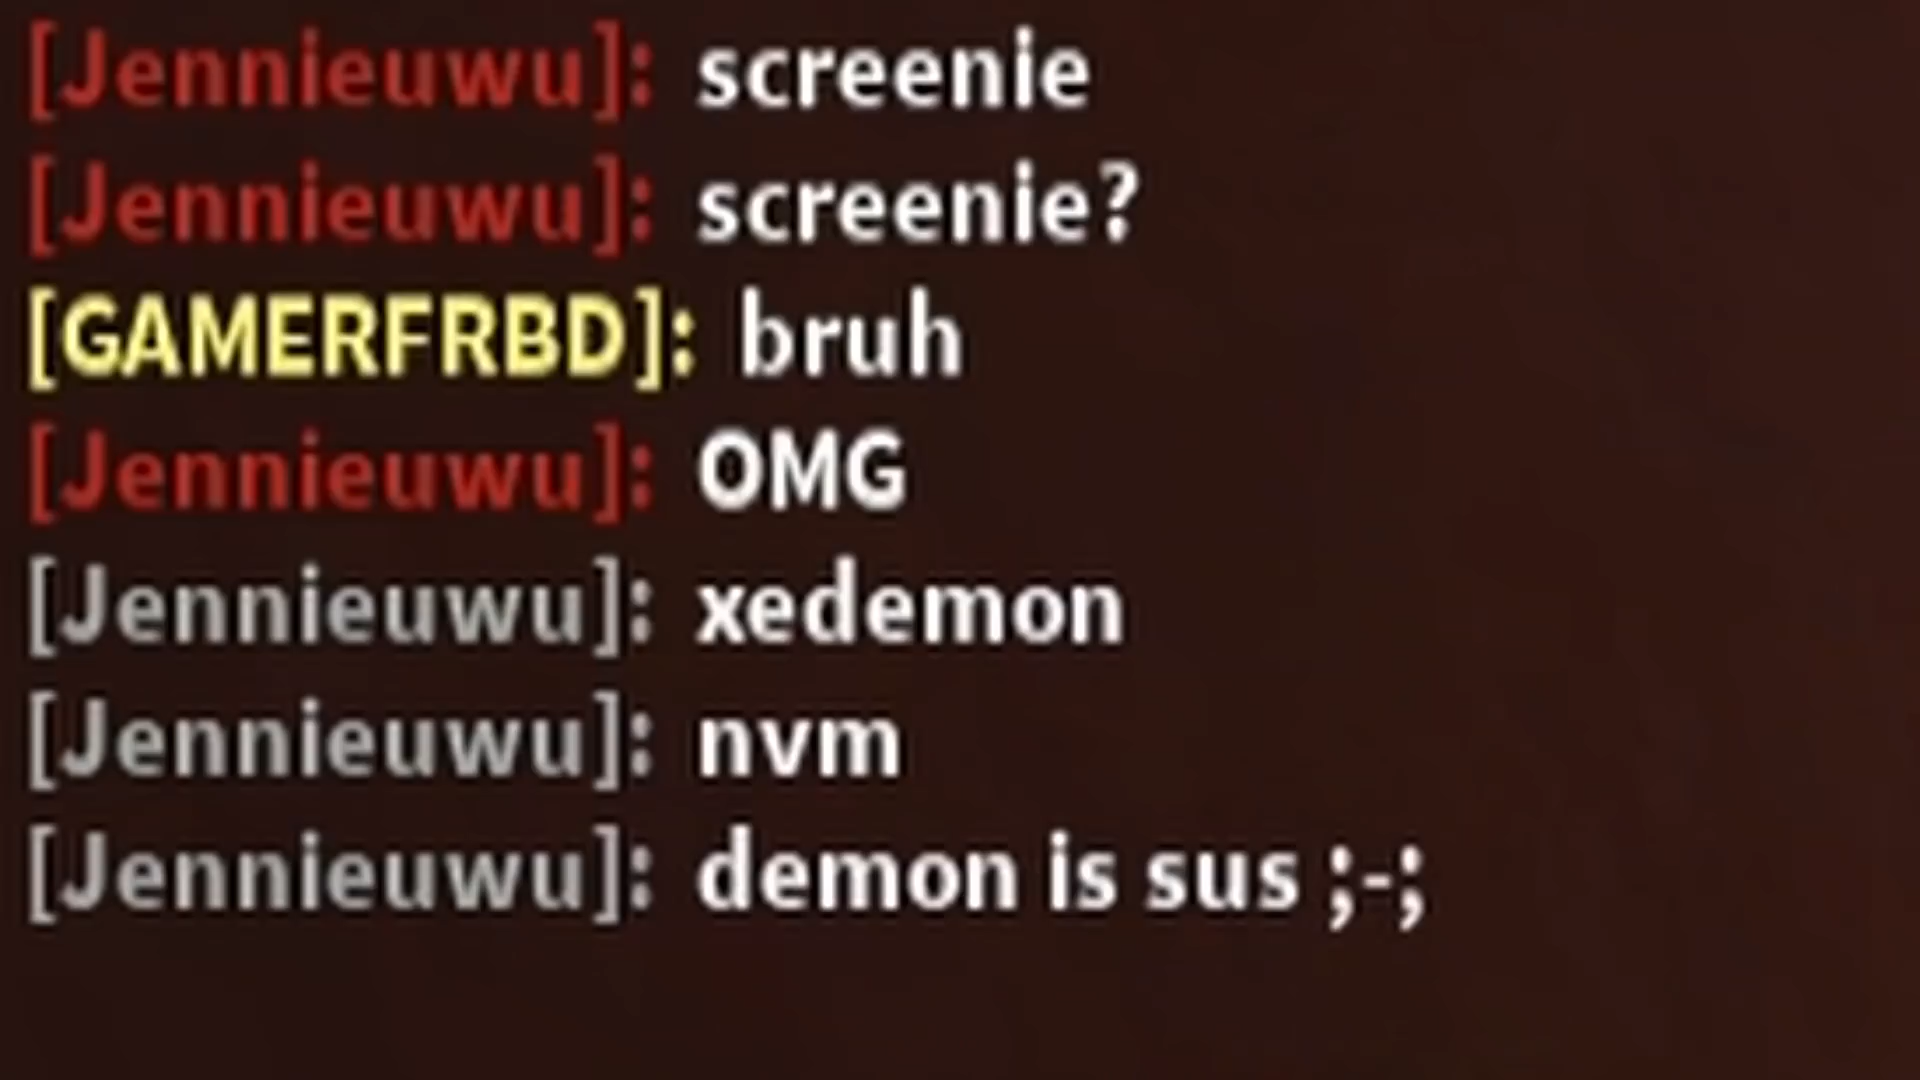 [Jennieuwu]: screenie
[Jennieuwu]: screenie?
[GAMERFRBD]: bruh
[Jennieuwu]: OMG
[Jennieuwu]: xedemon
[Jennieuwu]: nvm
[Jennieuwu]: demon is sus ;-;